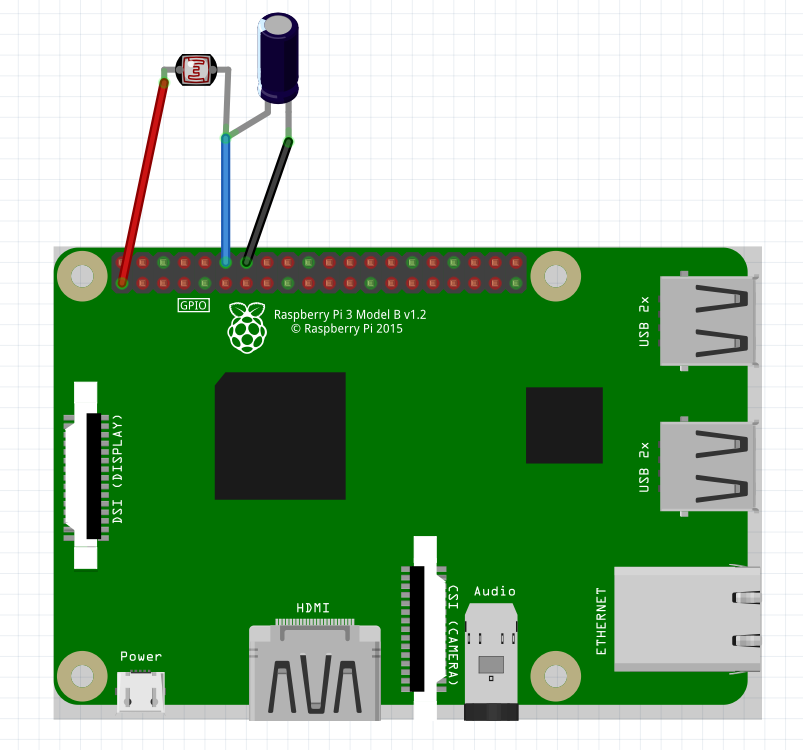 GPIO
Raspberry Pi 3 Model B v1.2
© Raspberry Pi 2015
USB 2x
DSI (DISPLAY)
USB 2x
HDMI
CSI (CAMERA)
Audio
ETHERNET
Power